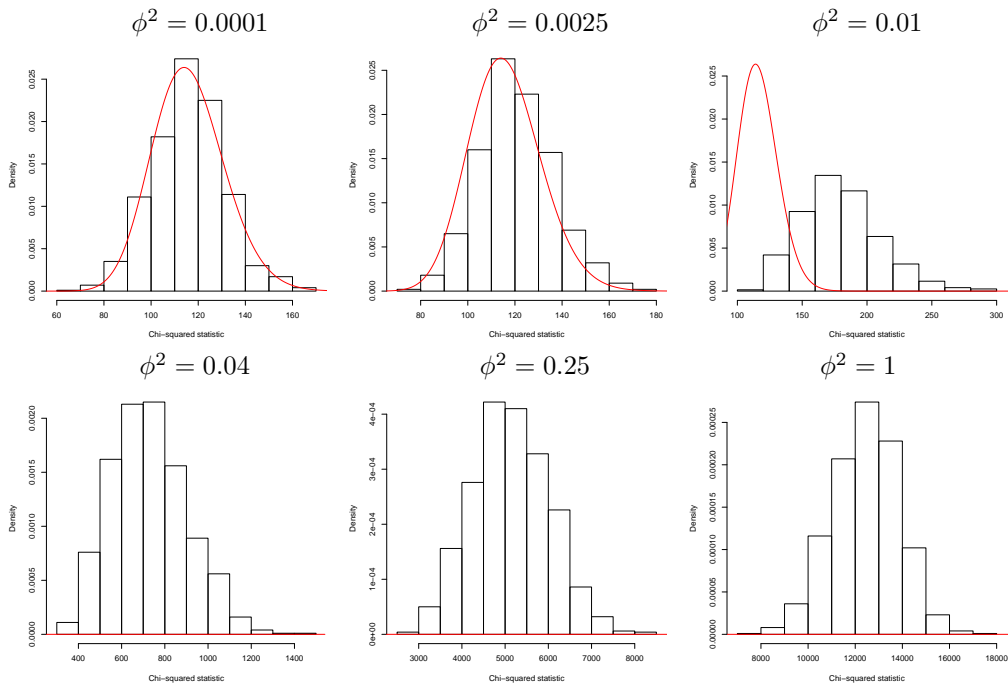 ϕ² = 0.0001
ϕ² = 0.0025
ϕ² = 0.01
Density
0.000 0.005 0.010 0.015 0.020 0.025
60 80 100 120 140 160
Chi−squared statistic
Density
0.000 0.005 0.010 0.015 0.020 0.025
80 100 120 140 160 180
Chi−squared statistic
Density
0.000 0.005 0.010 0.015 0.020 0.025
100 150 200 250 300
Chi−squared statistic
ϕ² = 0.04
ϕ² = 0.25
ϕ² = 1
Density
0.0000 0.0005 0.0010 0.0015 0.0020
400 600 800 1000 1200 1400
Chi−squared statistic
Density
0e+00 1e−04 2e−04 3e−04 4e−04
3000 4000 5000 6000 7000 8000
Chi−squared statistic
Density
0.00000 0.00005 0.00010 0.00015 0.00020 0.00025
8000 10000 12000 14000 16000 18000
Chi−squared statistic